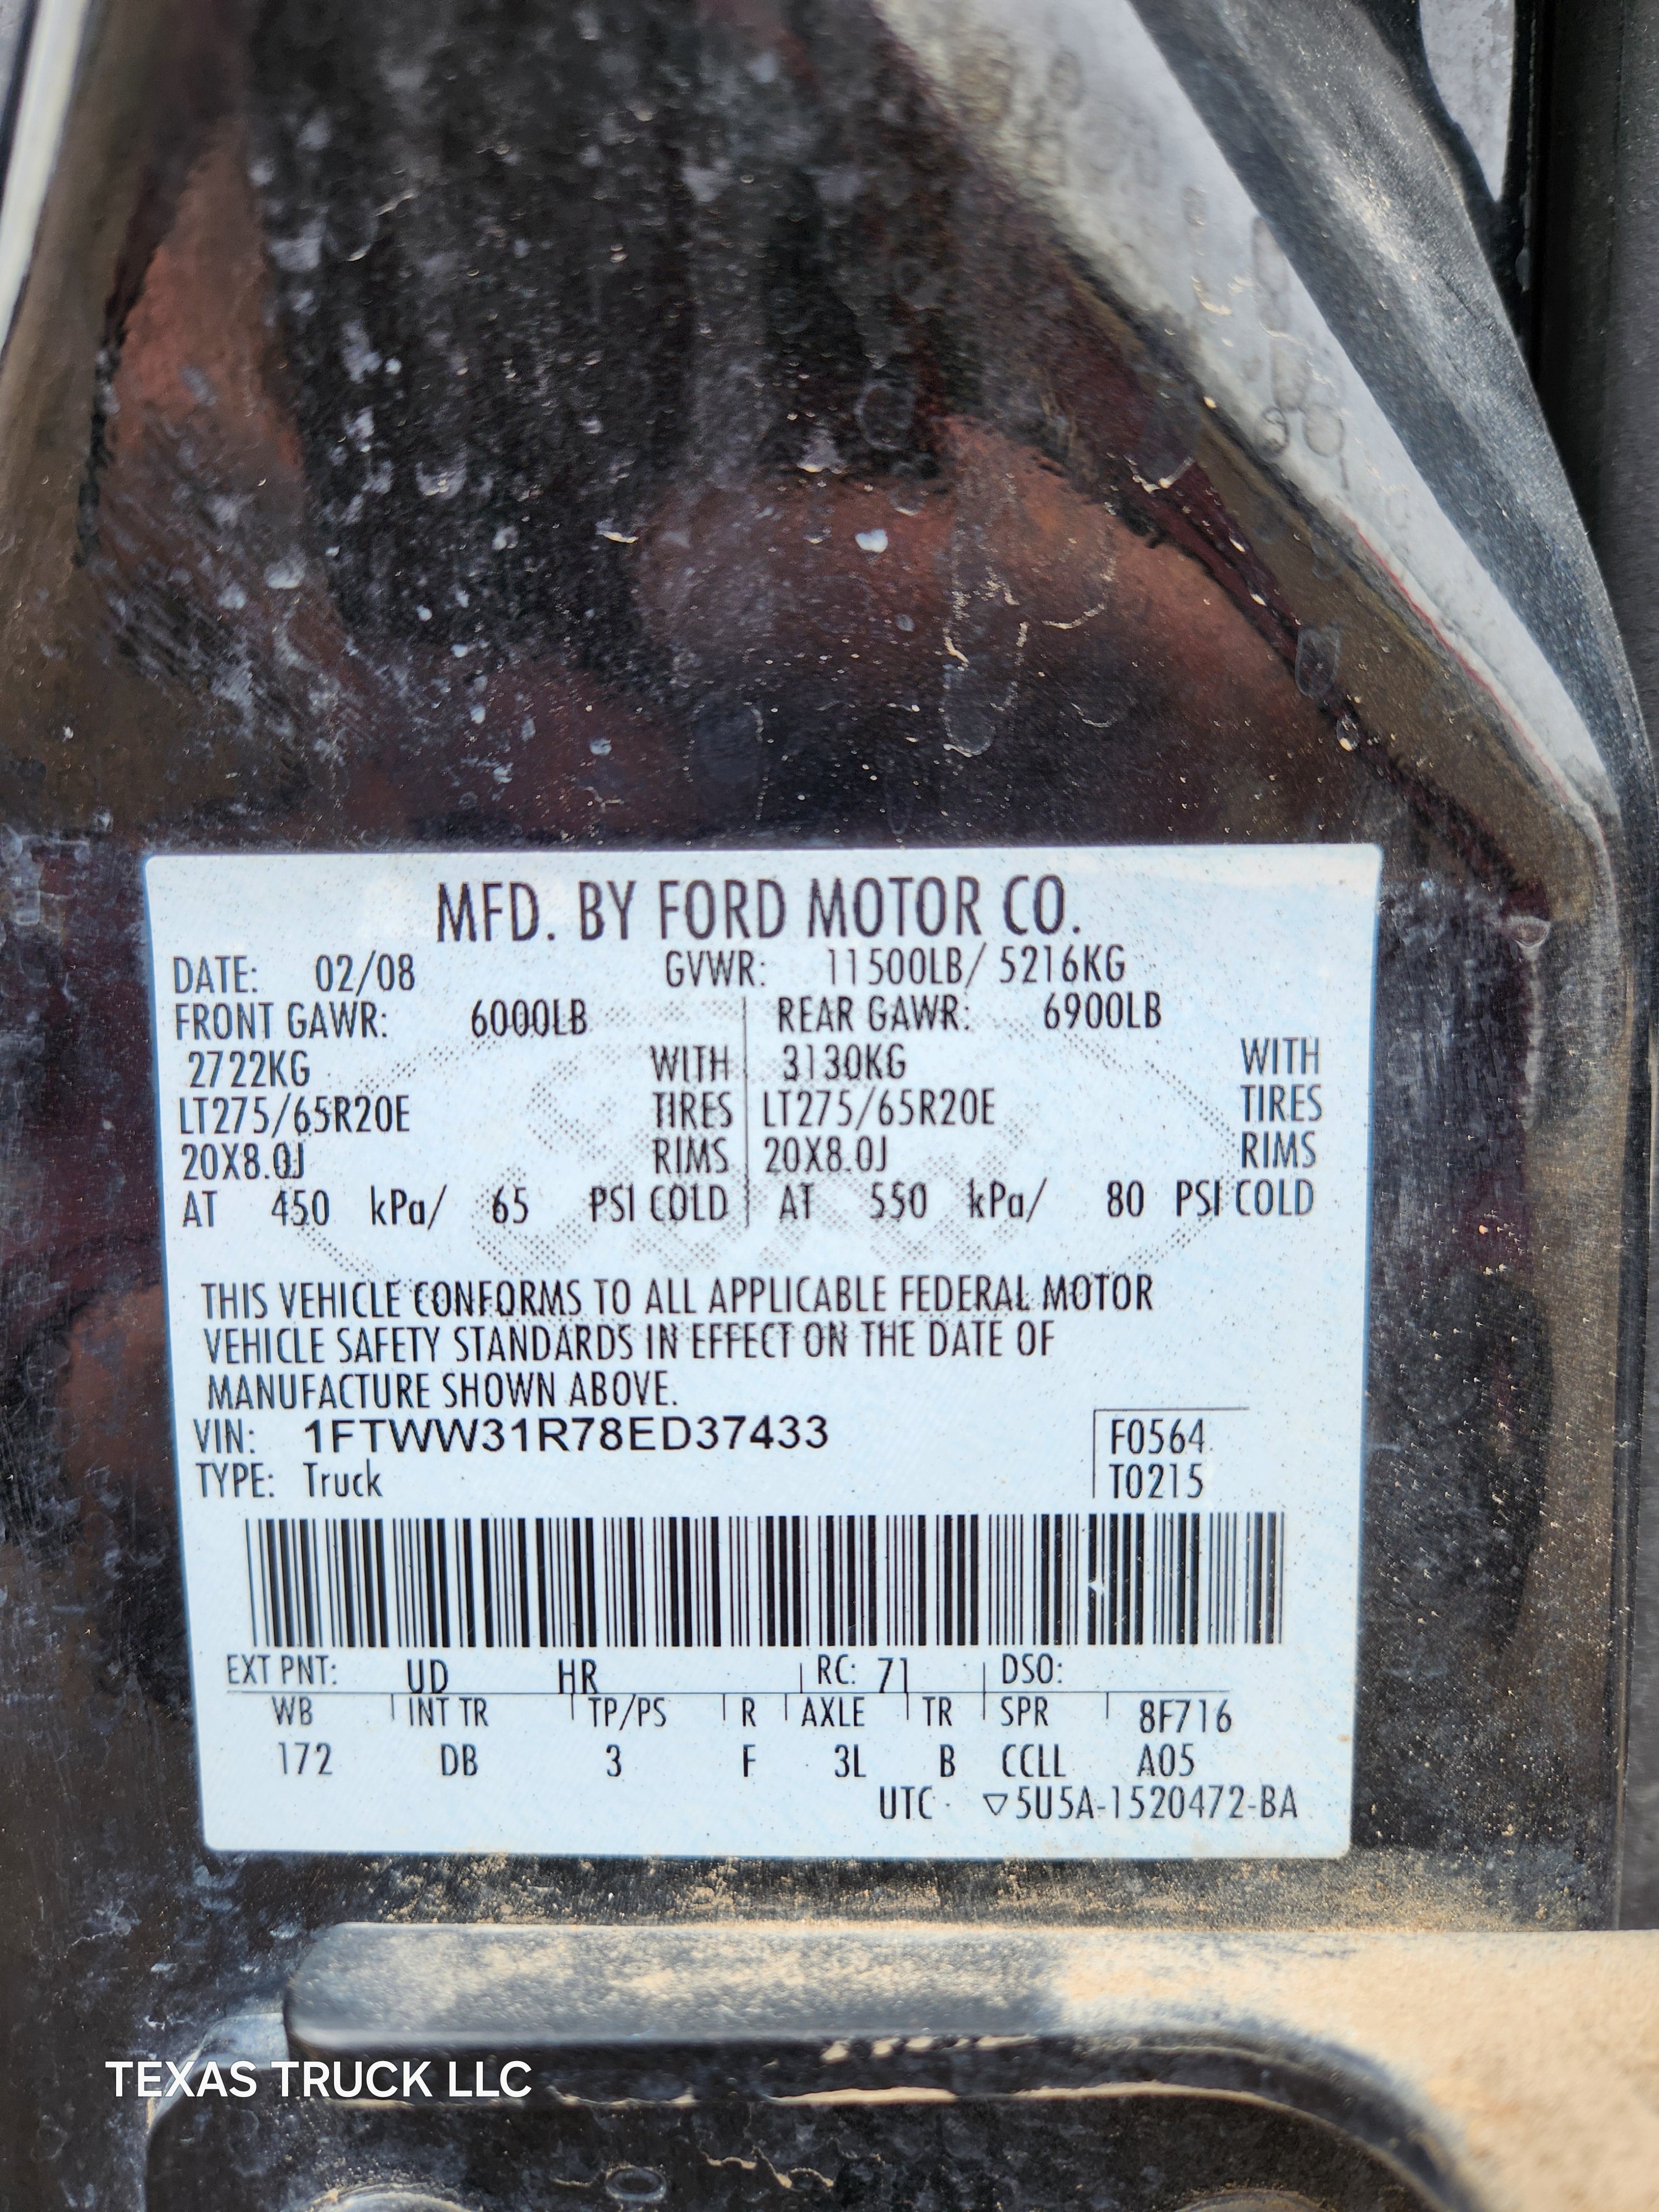 MFD. BY FORD MOTOR CO.
DATE: 02/08 GVWR: 11500LB/ 5216KG
FRONT GAWR: 6000LB REAR GAWR: 6900LB
2722KG WITH 3130KG WITH
LT275/65R20E TIRES LT275/65R20E TIRES
20X8.0J RIMS 20X8.0J RIMS
AT 450 kPa/ 65 PSI COLD AT 550 kPa/ 80 PSI COLD
THIS VEHICLE CONFORMS TO ALL APPLICABLE FEDERAL MOTOR
VEHICLE SAFETY STANDARDS IN EFFECT ON THE DATE OF
MANUFACTURE SHOWN ABOVE.
VIN: 1FTWW31R78ED37433 F0564
TYPE: Truck T0215
EXT PNT: UD HR RC: 71 DSO:
WB INT TR TP/PS R AXLE TR SPR 8F716
172 DB 3 F 3L B CCLL A05
UTC ▽5U5A-1520472-BA
TEXAS TRUCK LLC